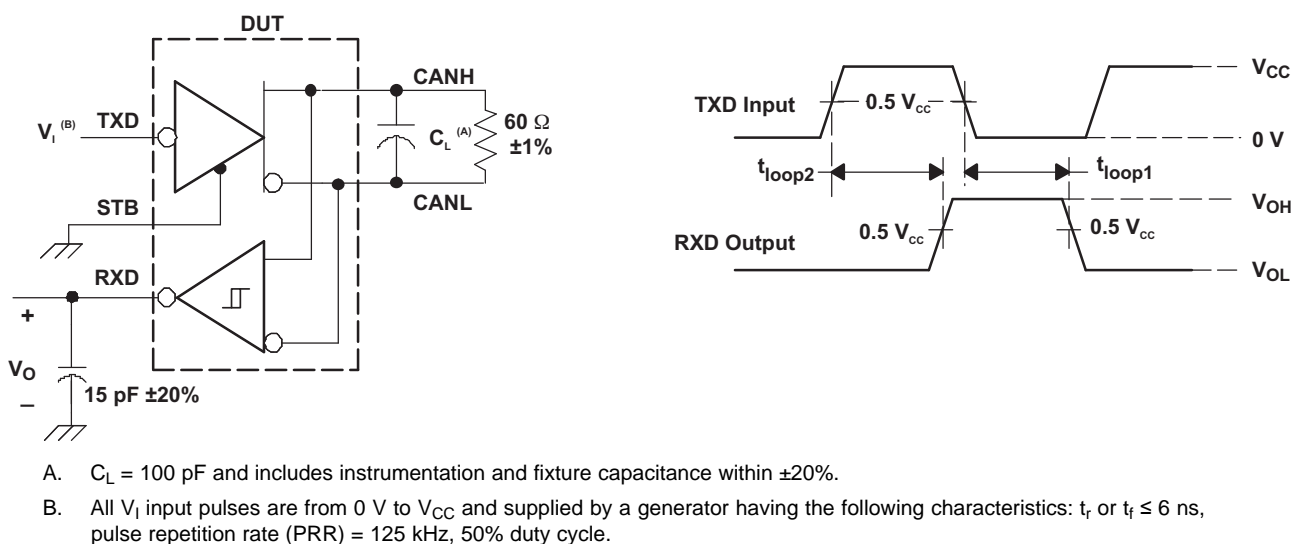 DUT
CANH
TXD
V_I (B)
C_L (A)
60 Ω
±1%
STB
CANL
RXD
+
V_O
–
15 pF ±20%
V_CC
TXD Input
0.5 V_cc
0 V
t_loop2
t_loop1
V_OH
RXD Output
0.5 V_cc
0.5 V_cc
V_OL
A. C_L = 100 pF and includes instrumentation and fixture capacitance within ±20%.
B. All V_I input pulses are from 0 V to V_CC and supplied by a generator having the following characteristics: t_r or t_f ≤ 6 ns,
pulse repetition rate (PRR) = 125 kHz, 50% duty cycle.